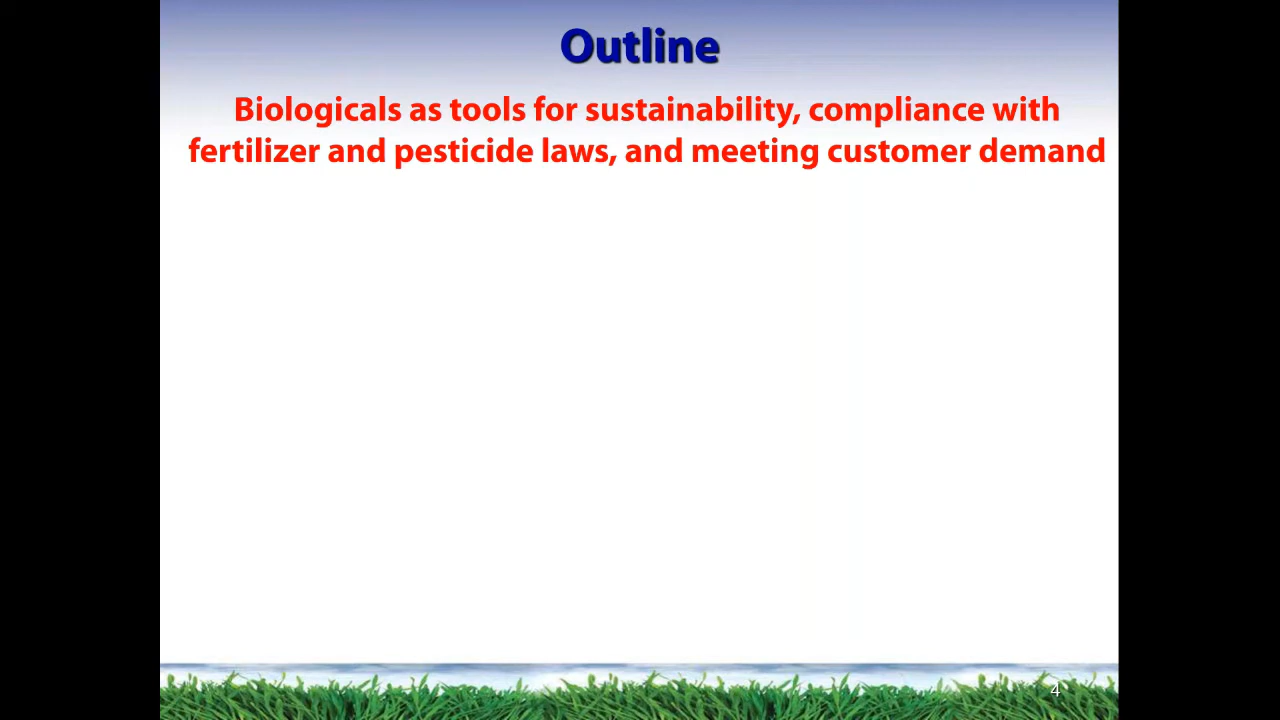 Outline
Biologicals as tools for sustainability, compliance with
fertilizer and pesticide laws, and meeting customer demand
4